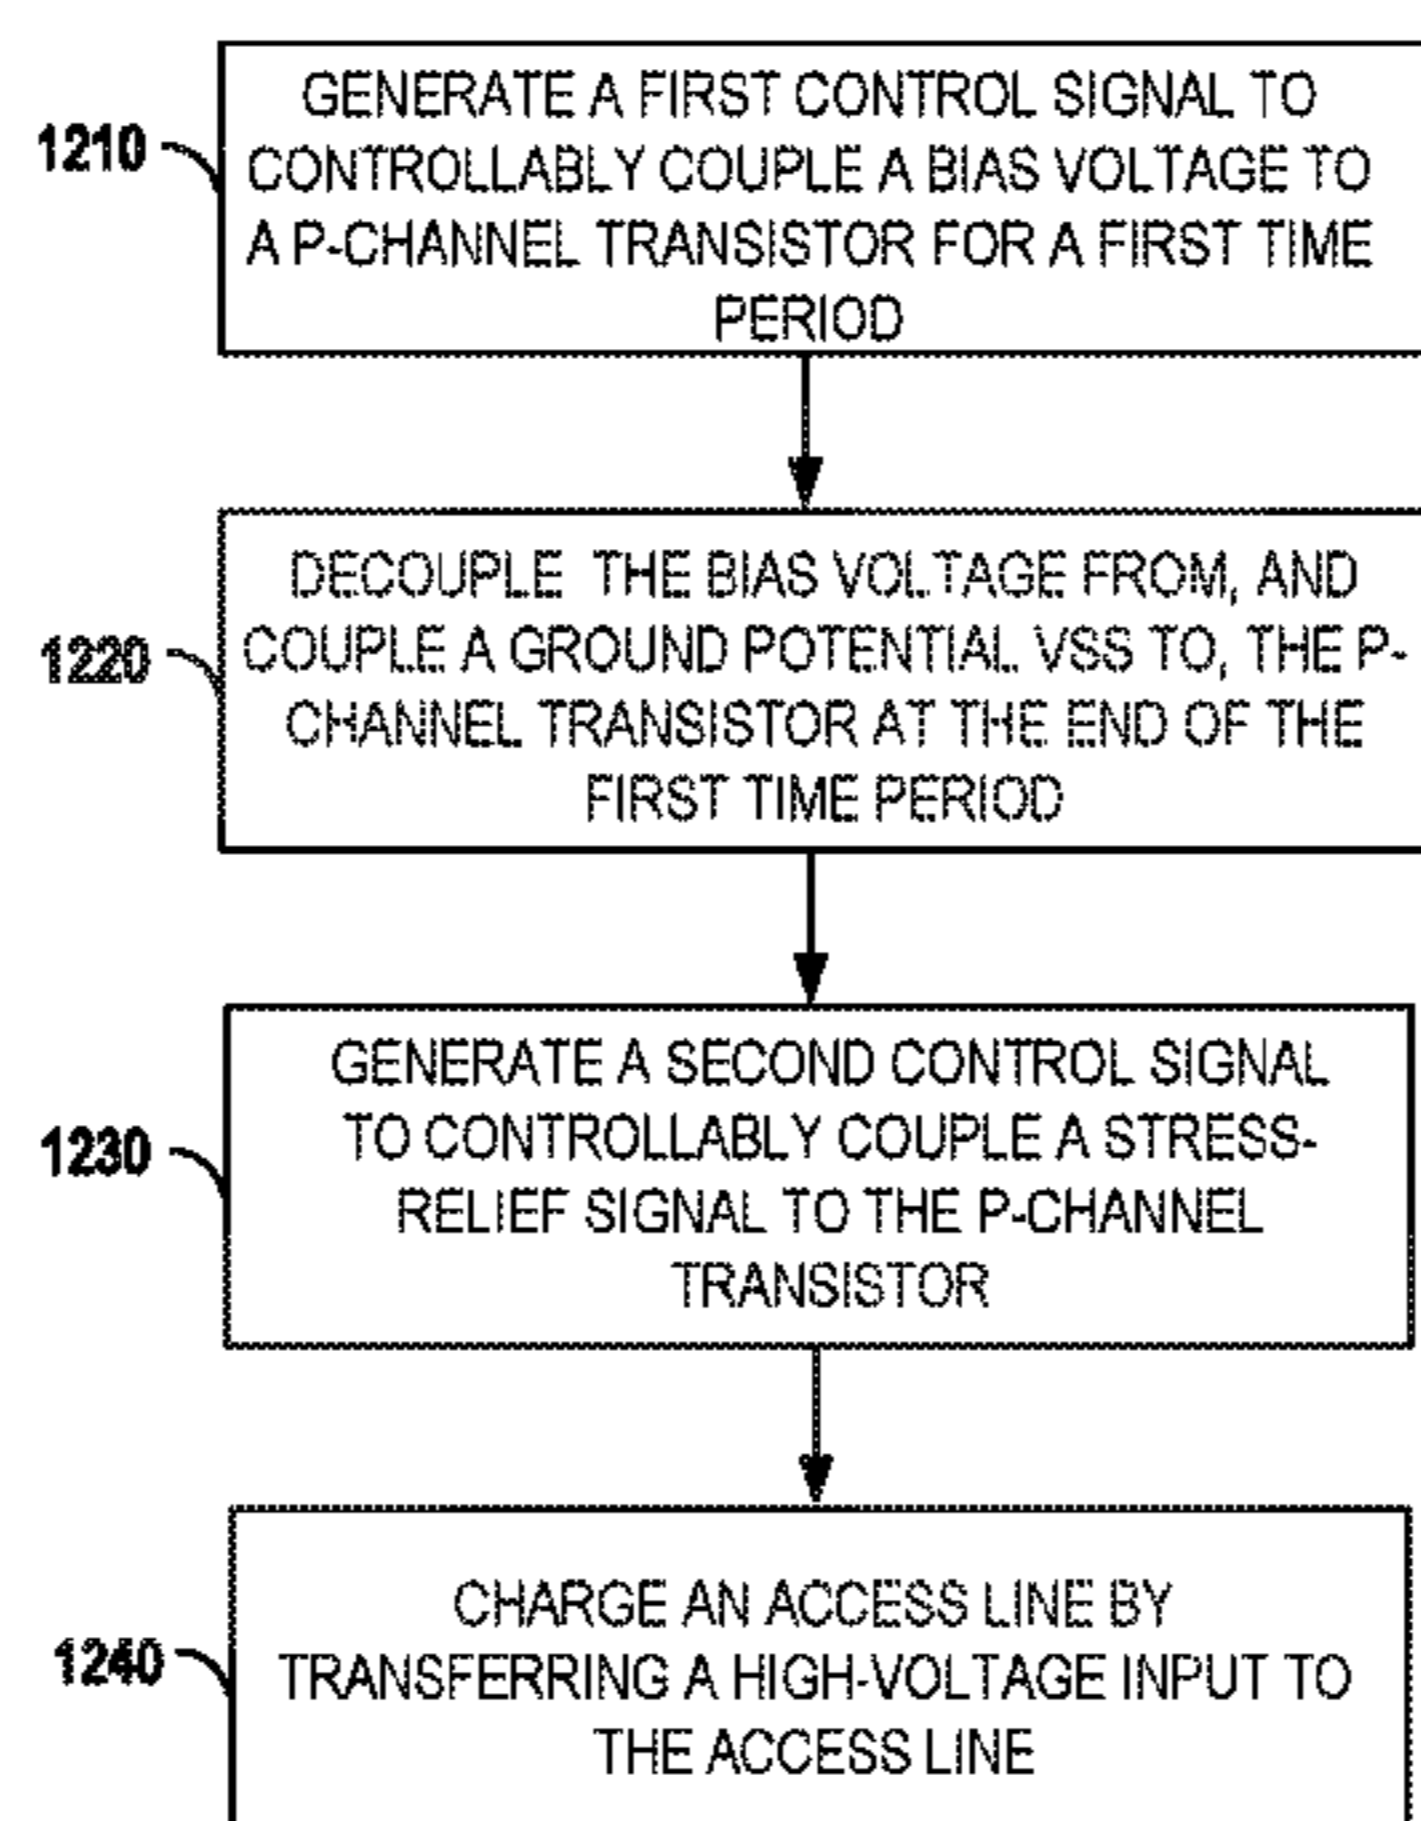 GENERATE A FIRST CONTROL SIGNAL TO
1210
CONTROLLABLY COUPLE A BIAS VOLTAGE TO
A P-CHANNEL TRANSISTOR FOR A FIRST TIME
PERIOD
DECOUPLE THE BIAS VOLTAGE FROM, AND
1220
COUPLE A GROUND POTENTIAL VSS TO, THE P-
CHANNEL TRANSISTOR AT THE END OF THE
FIRST TIME PERIOD
GENERATE A SECOND CONTROL SIGNAL
1230
TO CONTROLLABLY COUPLE A STRESS-
RELIEF SIGNAL TO THE P-CHANNEL
TRANSISTOR
CHARGE AN ACCESS LINE BY
1240
TRANSFERRING A HIGH-VOLTAGE INPUT TO
THE ACCESS LINE